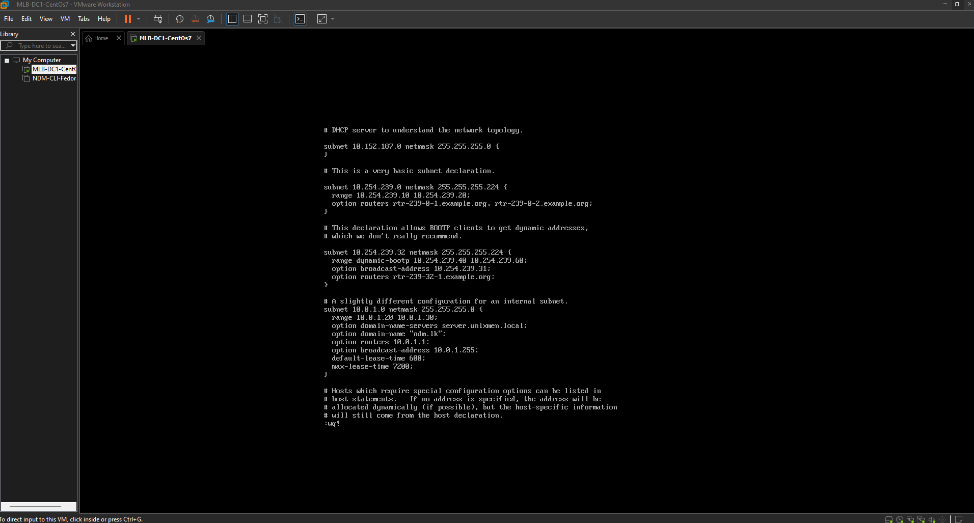 MLB-DC1-CentOs7 - VMware Workstation
File Edit View VM Tabs Help
Library
Type here to sea...
Home
MLB-DC1-CentOs7
My Computer
MLB-DC1-CentO
NDM-CLI-Fedor
# DHCP server to understand the network topology.
subnet 10.152.187.0 netmask 255.255.255.0 {
}
# This is a very basic subnet declaration.
subnet 10.254.239.0 netmask 255.255.255.224 {
range 10.254.239.10 10.254.239.20;
option routers rtr-239-0-1.example.org, rtr-239-0-2.example.org;
}
# This declaration allows BOOTP clients to get dynamic addresses,
# which we don't really recommend.
subnet 10.254.239.32 netmask 255.255.255.224 {
range dynamic-bootp 10.254.239.40 10.254.239.60;
option broadcast-address 10.254.239.31;
option routers rtr-239-32-1.example.org;
}
# A slightly different configuration for an internal subnet.
subnet 10.0.1.0 netmask 255.255.255.0 {
range 10.0.1.20 10.0.1.30;
option domain-name-servers server.unixmen.local;
option domain-name "ndm.lk";
option routers 10.0.1.1;
option broadcast-address 10.0.1.255;
default-lease-time 600;
max-lease-time 7200;
}
# Hosts which require special configuration options can be listed in
# host statements. If no address is specified, the address will be
# allocated dynamically (if possible), but the host-specific information
# will still come from the host declaration.
:wq!
To direct input to this VM, click inside or press Ctrl+G.